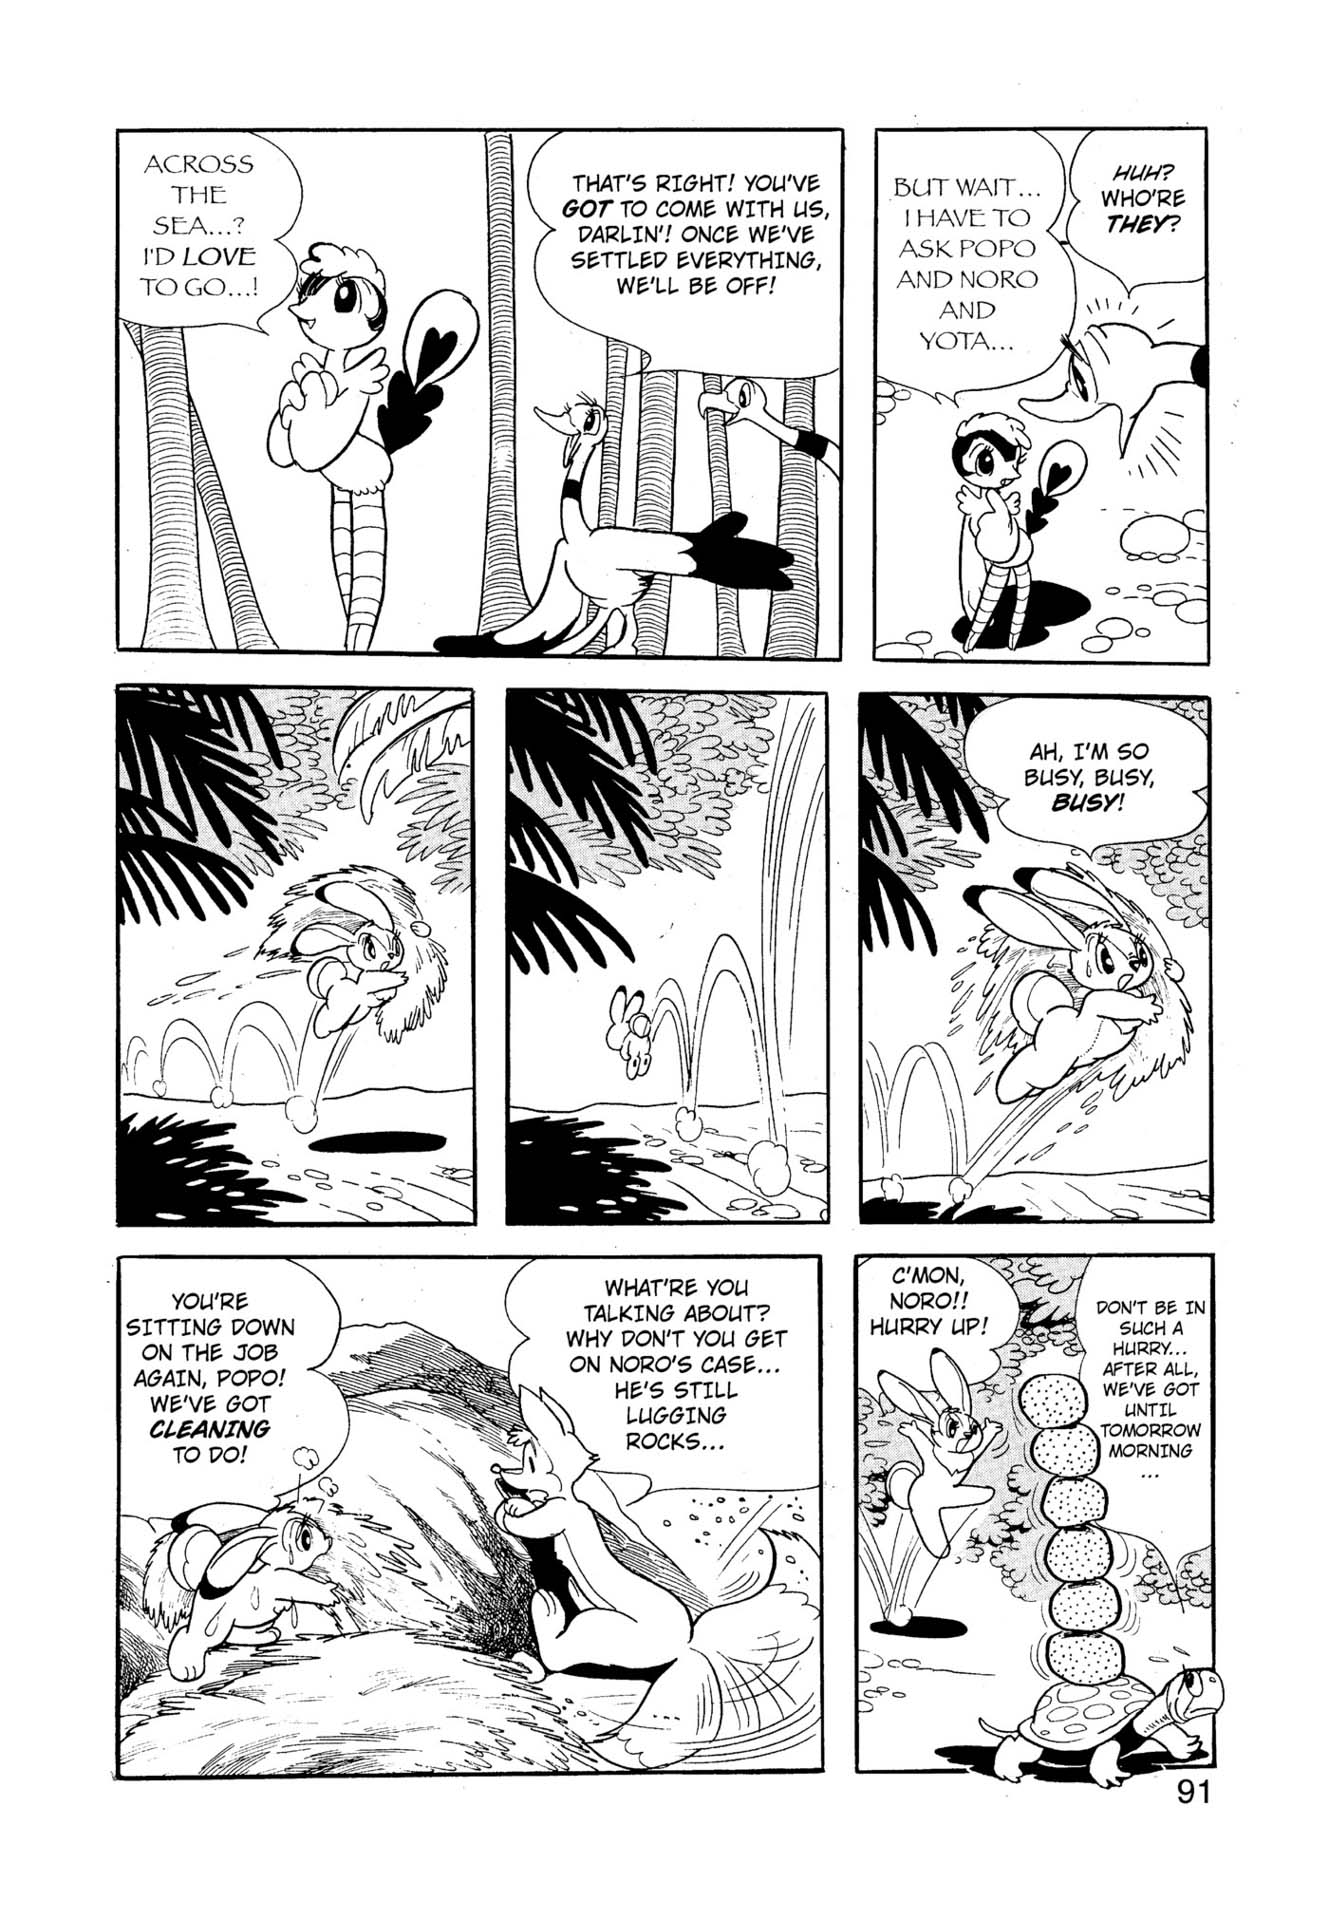 ACROSS
THE
SEA...?
I'D LOVE
TO GO...!
THAT'S RIGHT! YOU'VE
GOT TO COME WITH US,
DARLIN'! ONCE WE'VE
SETTLED EVERYTHING,
WE'LL BE OFF!
BUT WAIT...
I HAVE TO
ASK POPO
AND NORO
AND
YOTA...
HUH?
WHO'RE
THEY?
AH, I'M SO
BUSY, BUSY,
BUSY!
YOU'RE
SITTING DOWN
ON THE JOB
AGAIN, POPO!
WE'VE GOT
CLEANING
TO DO!
WHAT'RE YOU
TALKING ABOUT?
WHY DON'T YOU GET
ON NORO'S CASE...
HE'S STILL
LUGGING
ROCKS...
C'MON,
NORO!!
HURRY UP!
DON'T BE IN
SUCH A
HURRY...
AFTER ALL,
WE'VE GOT
UNTIL
TOMORROW
MORNING
...
91